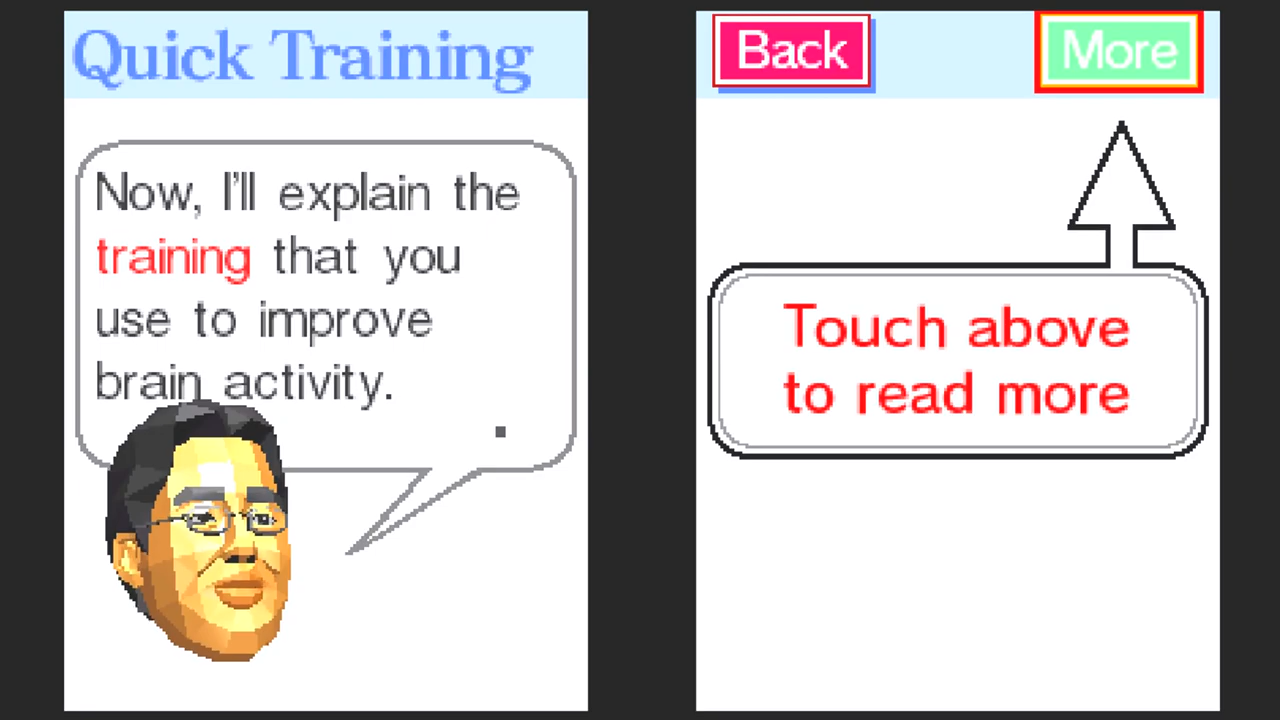 Quick Training
Now, I'll explain the
training that you
use to improve
brain activity.
Back
More
Touch above
to read more